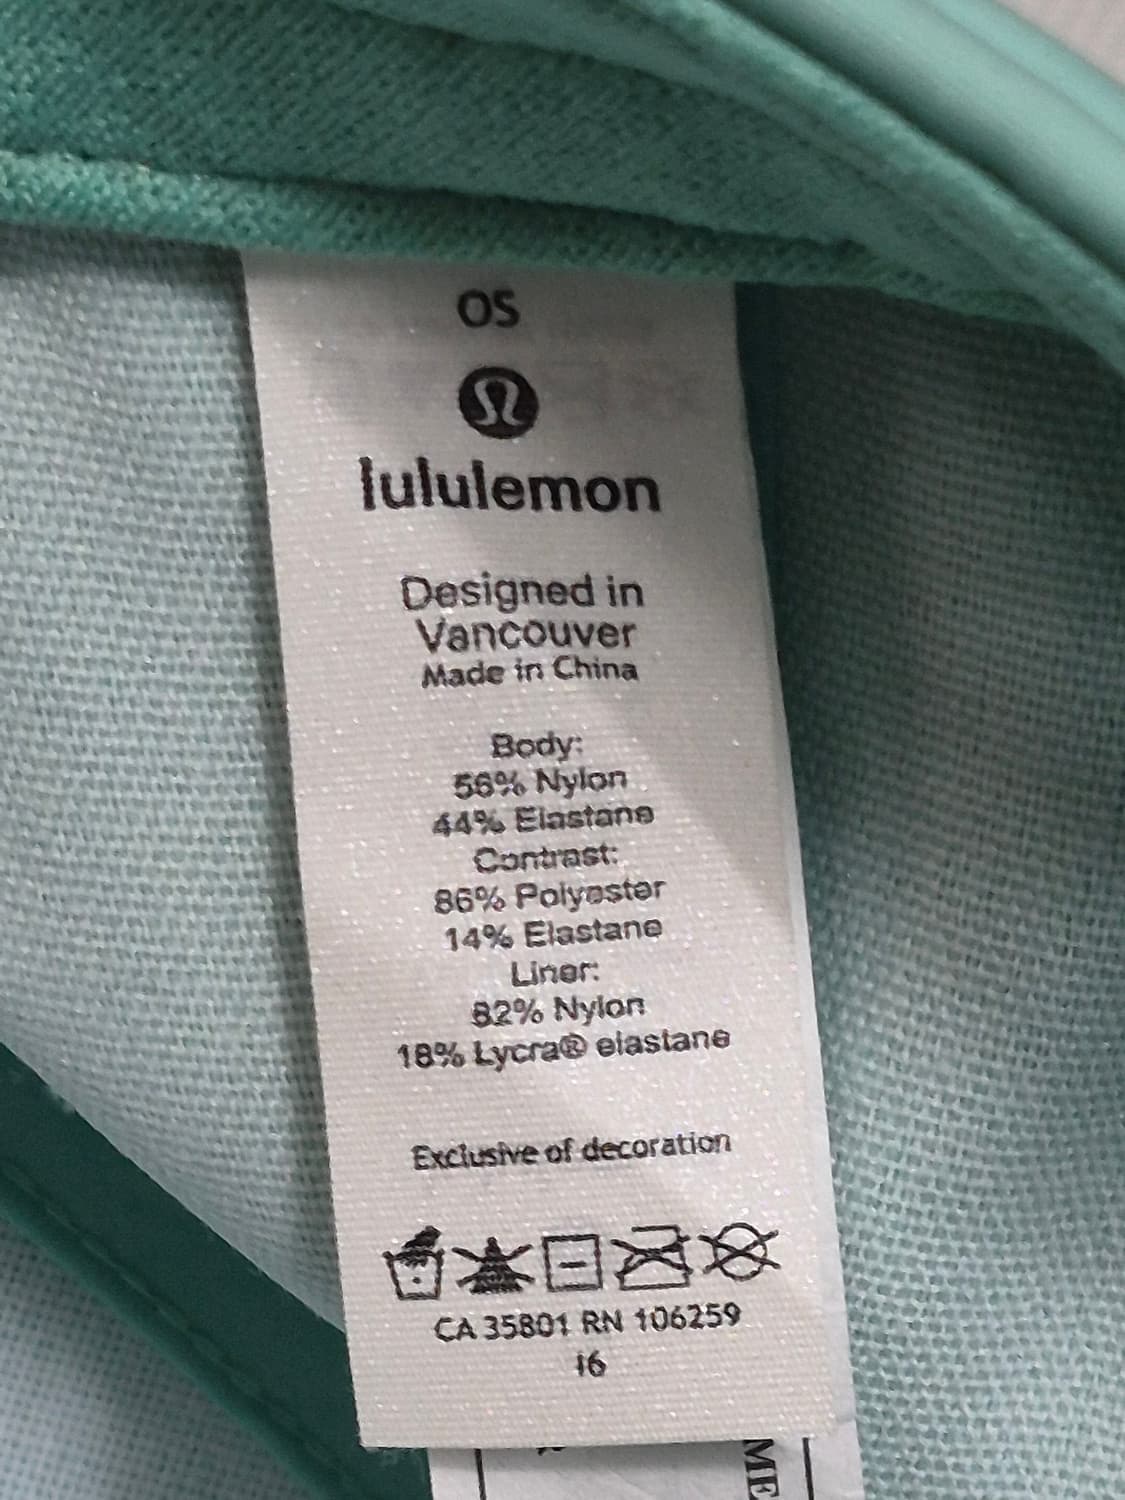 OS
lululemon
Designed in
Vancouver
Made in China
Body:
56% Nylon
44% Elastane
Contrast:
86% Polyester
14% Elastane
Liner:
82% Nylon
18% Lycra® elastane
Exclusive of decoration
CA 35801 RN 106259
16
ME